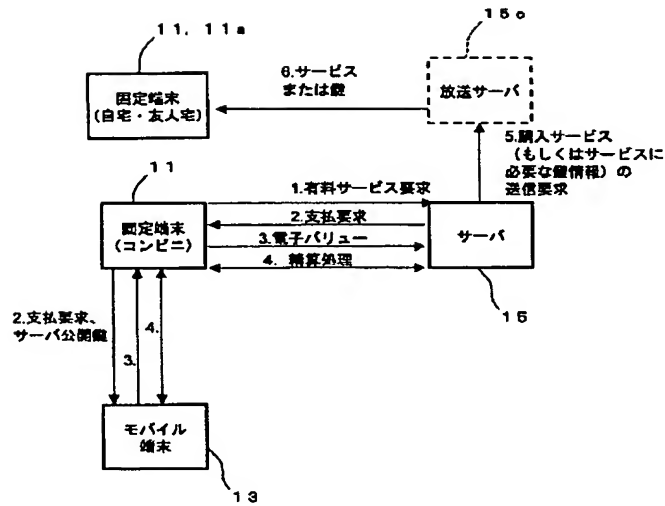 11, 11a
15c
固定端末
(自宅・友人宅)
6.サービス
または鍵
放送サーバ
5.購入サービス
(もしくはサービスに
必要な鍵情報)の
送信要求
11
1.有料サービス要求
2.支払要求
3.電子バリュー
4. 精算処理
固定端末
(コンビニ)
サーバ
15
2.支払要求、
サーバ公開鍵
3.
4.
モバイル
端末
13